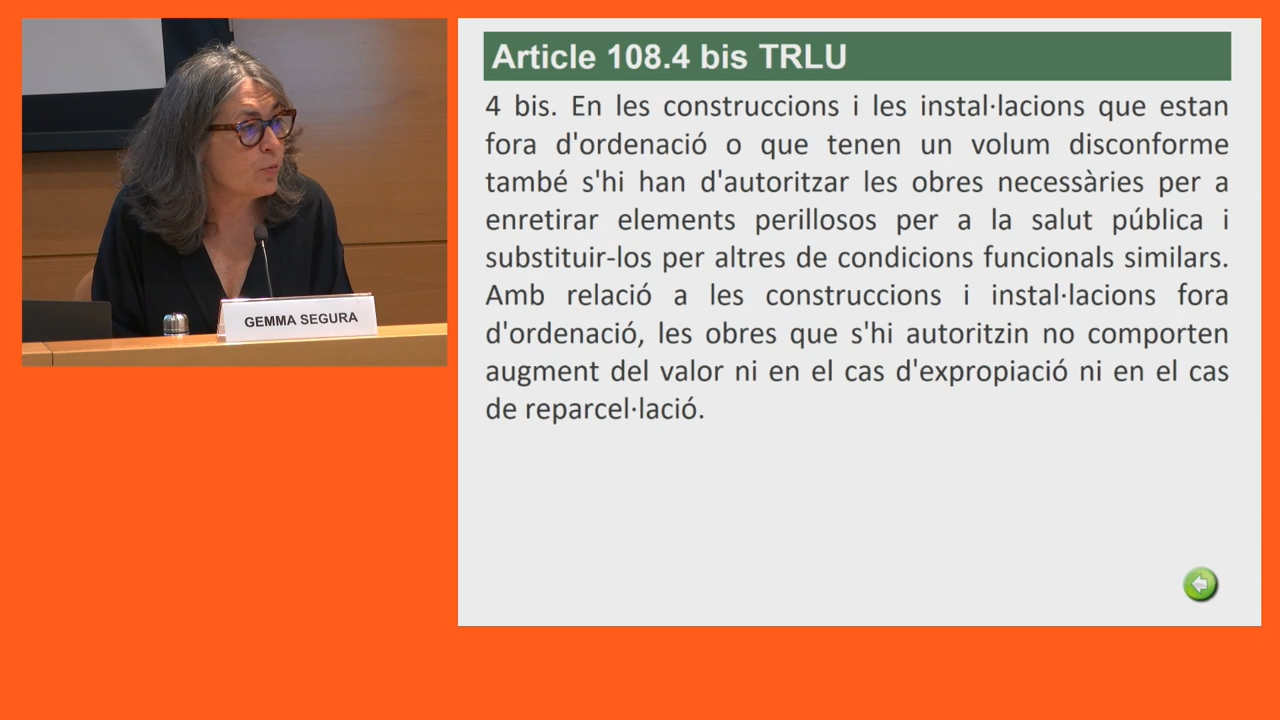 GEMMA SEGURA
Article 108.4 bis TRLU
4 bis. En les construccions i les instal·lacions que estan
fora d'ordenació o que tenen un volum disconforme
també s'hi han d'autoritzar les obres necessàries per a
enretirar elements perillosos per a la salut pública i
substituir-los per altres de condicions funcionals similars.
Amb relació a les construccions i instal·lacions fora
d'ordenació, les obres que s'hi autoritzin no comporten
augment del valor ni en el cas d'expropiació ni en el cas
de reparcel·lació.